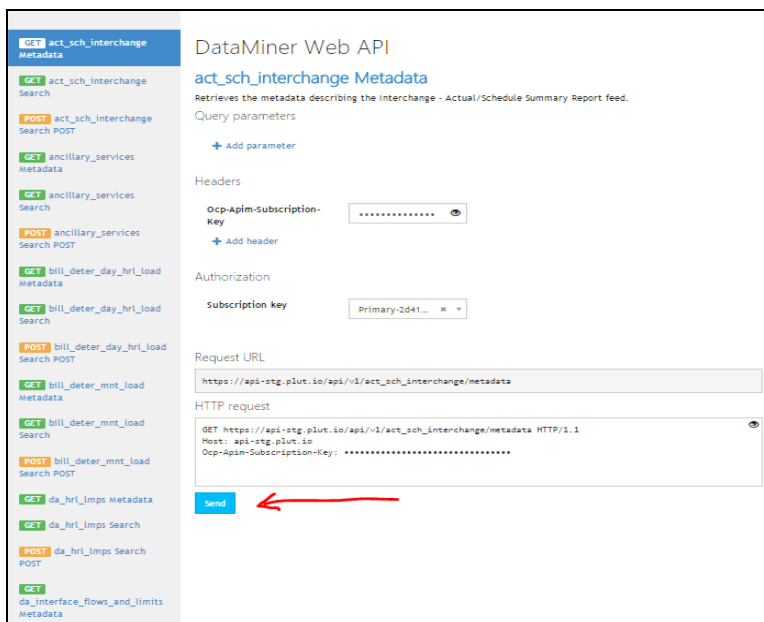 GET act_sch_interchange
Metadata
GET act_sch_interchange
Search
POST act_sch_interchange
Search POST
GET ancillary_services
Metadata
GET ancillary_services
Search
POST ancillary_services
Search POST
GET bill_deter_day_hrl_load
Metadata
GET bill_deter_day_hrl_load
Search
POST bill_deter_day_hrl_load
Search POST
GET bill_deter_mnt_load
Metadata
GET bill_deter_mnt_load
Search
POST bill_deter_mnt_load
Search POST
GET da_hrl_lmps Metadata
GET da_hrl_lmps Search
POST da_hrl_lmps Search
POST
GET
da_interface_flows_and_limits
Metadata
DataMiner Web API
act_sch_interchange Metadata
Retrieves the metadata describing the Interchange - Actual/Schedule Summary Report feed.
Query parameters
+ Add parameter
Headers
Ocp-Apim-Subscription-
Key
••••••••••••••
+ Add header
Authorization
Subscription key
Primary-2d41...
Request URL
https://api-stg.plut.io/api/v1/act_sch_interchange/metadata
HTTP request
GET https://api-stg.plut.io/api/v1/act_sch_interchange/metadata HTTP/1.1
Host: api-stg.plut.io
Ocp-Apim-Subscription-Key: ••••••••••••••••••••••••••••••••
Send